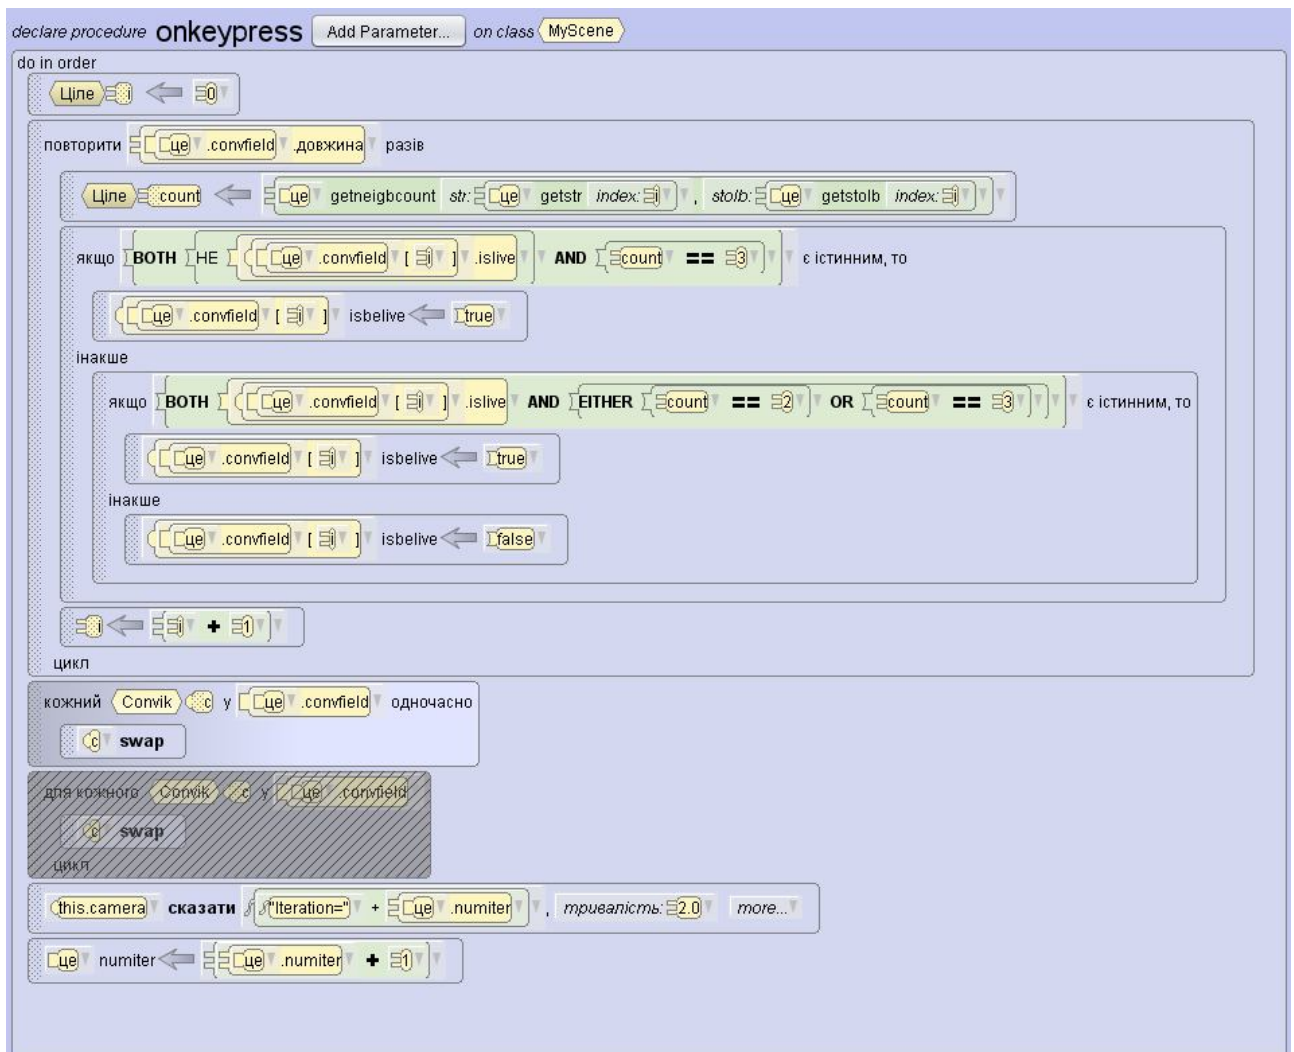 declare procedure onkeypress Add Parameter... on class MyScene
do in order
Ціле i 0
повторити це .convfield .довжина разів
Ціле count це getneigbcount str: це getstr index: i , stolb: це getstolb index: i
якщо BOTH НЕ це .convfield [ i ] .islive AND count == 3 є істинним, то
це .convfield [ i ] isbelive true
інакше
якщо BOTH це .convfield [ i ] .islive AND EITHER count == 2 OR count == 3 є істинним, то
це .convfield [ i ] isbelive true
інакше
це .convfield [ i ] isbelive false
i i + 1
цикл
кожний Convik c у це .convfield одночасно
c swap
для кожного Convik c у це .convfield
c swap
цикл
this.camera сказати "Iteration=" + це .numiter , тривалість: 2.0 more...
це numiter це .numiter + 1